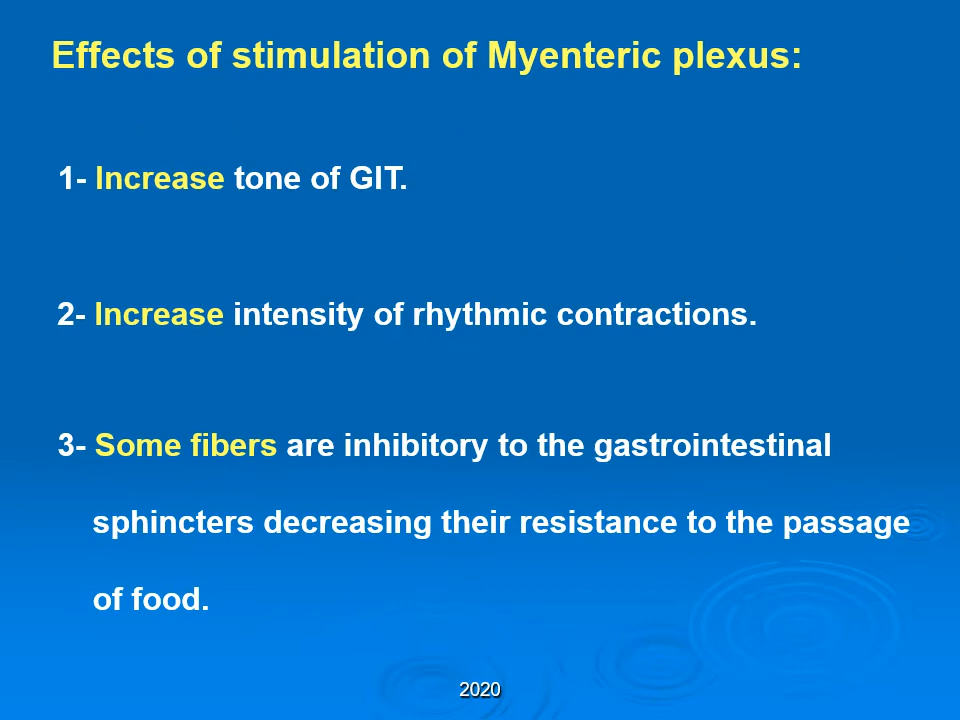 Effects of stimulation of Myenteric plexus:
1- Increase tone of GIT.
2- Increase intensity of rhythmic contractions.
3- Some fibers are inhibitory to the gastrointestinal
sphincters decreasing their resistance to the passage
of food.
2020